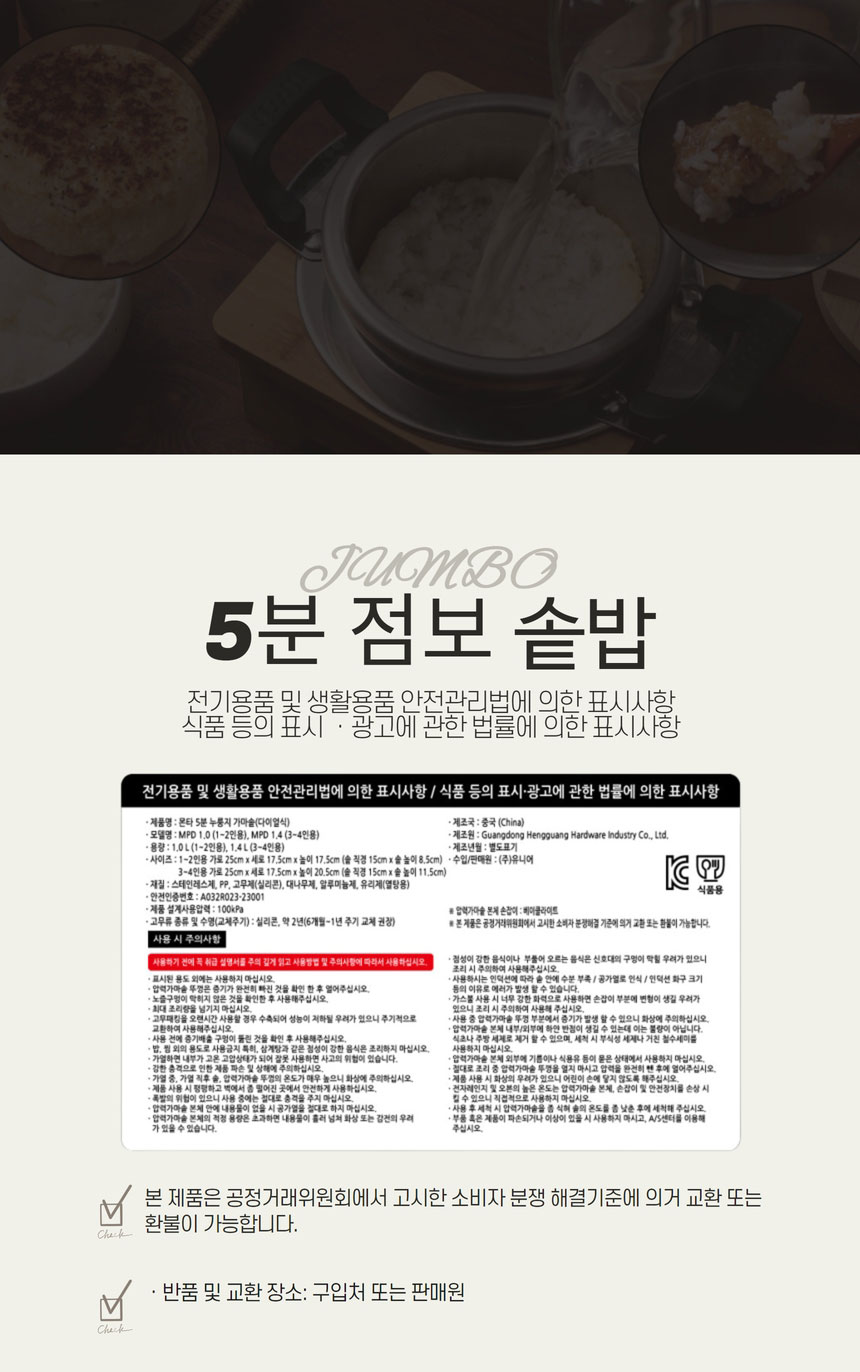 JUMBO
5분 점보 솥밥
전기용품 및 생활용품 안전관리법에 의한 표시사항
식품 등의 표시 · 광고에 관한 법률에 의한 표시사항
전기용품 및 생활용품 안전관리법에 의한 표시사항 / 식품 등의 표시·광고에 관한 법률에 의한 표시사항
· 제품명 : 몬타 5분 누룽지 가마솥(다이얼식)
· 모델명 : MPD 1.0 (1~2인용), MPD 1.4 (3~4인용)
· 용량 : 1.0 L (1~2인용), 1.4 L (3~4인용)
· 사이즈 : 1~2인용 가로 25cm x 세로 17.5cm x 높이 17.5cm (솥 직경 15cm x 솥 높이 8.5cm)
3~4인용 가로 25cm x 세로 17.5cm x 높이 20.5cm (솥 직경 15cm x 솥 높이 11.5cm)
· 재질 : 스테인레스제, PP, 고무제(실리콘), 대나무제, 알루미늄제, 유리제(열탕용)
· 안전인증번호 : A032R023-23001
· 제품 설계사용압력 : 100kPa
· 고무류 종류 및 수명(교체주기) : 실리콘, 약 2년(6개월~1년 주기 교체 권장)
· 제조국 : 중국 (China)
· 제조원 : Guangdong Hengguang Hardware Industry Co., Ltd.
· 제조년월 : 별도표기
· 수입/판매원 : (주)유니어
식품용
※ 압력가마솥 본체 손잡이 : 베이클라이트
※ 본 제품은 공정거래위원회에서 고시한 소비자 분쟁해결 기준에 의거 교환 또는 환불이 가능합니다.
사용 시 주의사항
사용하기 전에 꼭 취급 설명서를 주의 깊게 읽고 사용방법 및 주의사항에 따라서 사용하십시오.
· 표시된 용도 외에는 사용하지 마십시오.
· 압력가마솥 뚜껑은 증기가 완전히 빠진 것을 확인 한 후 열어주십시오.
· 노즐구멍이 막히지 않은 것을 확인한 후 사용해주십시오.
· 최대 조리량을 넘기지 마십시오.
· 고무패킹을 오랜시간 사용할 경우 수축되어 성능이 저하될 우려가 있으니 주기적으로
교환하여 사용해주십시오.
· 사용 전에 증기배출 구멍이 뚫린 것을 확인 후 사용해주십시오.
· 밥, 찜 외의 용도로 사용금지 특히, 삼계탕과 같은 점성이 강한 음식은 조리하지 마십시오.
· 가열하면 내부가 고온 고압상태가 되어 잘못 사용하면 사고의 위험이 있습니다.
· 강한 충격으로 인한 제품 파손 및 상해에 주의하십시오.
· 가열 중, 가열 직후 솥, 압력가마솥 뚜껑의 온도가 매우 높으니 화상에 주의하십시오.
· 제품 사용 시 평평하고 벽에서 좀 떨어진 곳에서 안전하게 사용하십시오.
· 폭발의 위험이 있으니 사용 중에는 절대로 충격을 주지 마십시오.
· 압력가마솥 본체 안에 내용물이 없을 시 공가열을 절대로 하지 마십시오.
· 압력가마솥 본체의 적정 용량은 초과하면 내용물이 흘러 넘쳐 화상 또는 감전의 우려
가 있을 수 있습니다.
· 점성이 강한 음식이나 부풀어 오르는 음식은 신호대의 구멍이 막힐 우려가 있으니
조리 시 주의하여 사용해주십시오.
· 사용하시는 인덕션에 따라 솥 안에 수분 부족 / 공가열로 인식 / 인덕션 화구 크기
등의 이유로 에러가 발생 할 수 있습니다.
· 가스불 사용 시 너무 강한 화력으로 사용하면 손잡이 부분에 변형이 생길 우려가
있으니 조리 시 주의하여 사용해 주십시오.
· 사용 중 압력가마솥 뚜껑 부분에서 증기가 발생 할 수 있으니 화상에 주의하십시오.
· 압력가마솥 본체 내부/외부에 하얀 반점이 생길 수 있는데 이는 불량이 아닙니다.
식초나 주방 세제로 제거 할 수 있으며, 세척 시 부식성 세제나 거친 철수세미를
사용하지 마십시오.
· 압력가마솥 본체 외부에 기름이나 식용유 등이 묻은 상태에서 사용하지 마십시오.
· 절대로 조리 중 압력가마솥 뚜껑을 열지 마시고 압력을 완전히 뺀 후에 열어주십시오.
· 제품 사용 시 화상의 우려가 있으니 어린이 손에 닿지 않도록 해주십시오.
· 전자레인지 및 오븐의 높은 온도는 압력가마솥 본체, 손잡이 및 안전장치를 손상 시
킬 수 있으니 직접적으로 사용하지 마십시오.
· 사용 후 세척 시 압력가마솥을 좀 식혀 솥의 온도를 좀 낮춘 후에 세척해 주십시오.
· 부품 혹은 제품이 파손되거나 이상이 있을 시 사용하지 마시고, A/S센터를 이용해
주십시오.
본 제품은 공정거래위원회에서 고시한 소비자 분쟁 해결기준에 의거 교환 또는
환불이 가능합니다.
Check
· 반품 및 교환 장소: 구입처 또는 판매원
Check